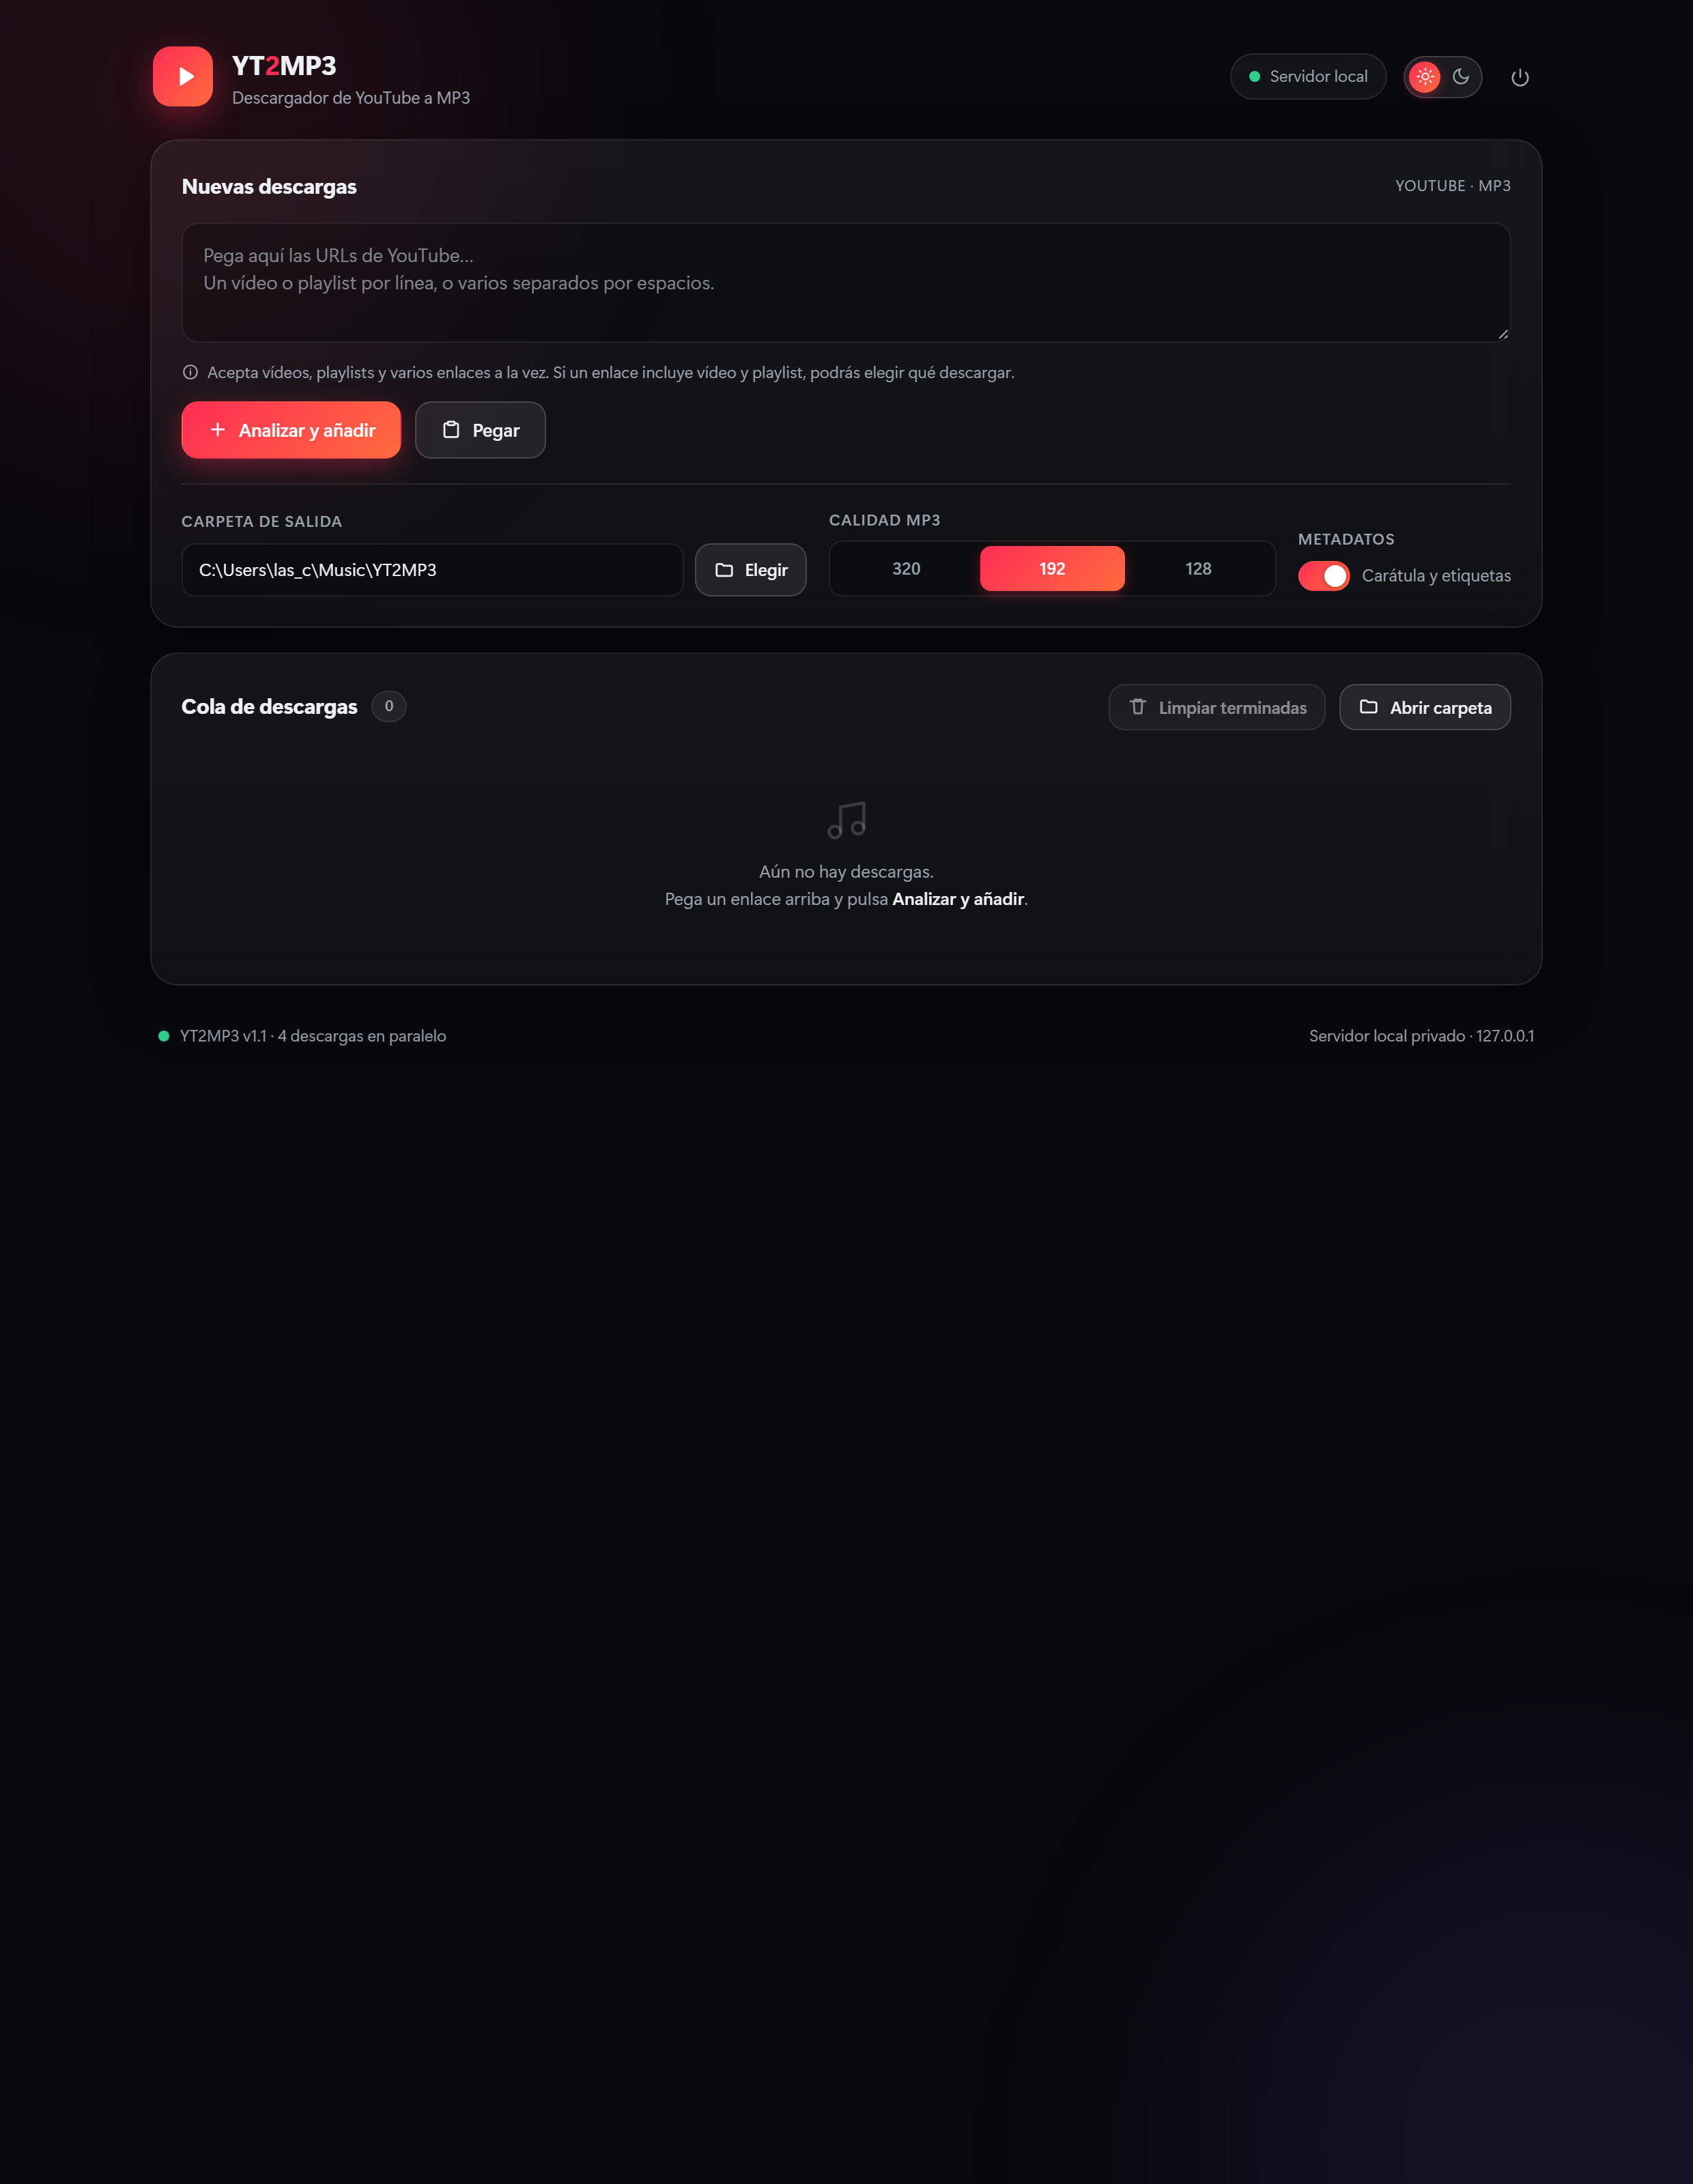 YT2MP3
Descargador de YouTube a MP3
Servidor local
Nuevas descargas
YOUTUBE · MP3
Pega aquí las URLs de YouTube...
Un vídeo o playlist por línea, o varios separados por espacios.
Acepta vídeos, playlists y varios enlaces a la vez. Si un enlace incluye vídeo y playlist, podrás elegir qué descargar.
Analizar y añadir
Pegar
CARPETA DE SALIDA
C:\Users\las_c\Music\YT2MP3
Elegir
CALIDAD MP3
320
192
128
METADATOS
Carátula y etiquetas
Cola de descargas
0
Limpiar terminadas
Abrir carpeta
Aún no hay descargas.
Pega un enlace arriba y pulsa Analizar y añadir.
YT2MP3 v1.1 · 4 descargas en paralelo
Servidor local privado · 127.0.0.1